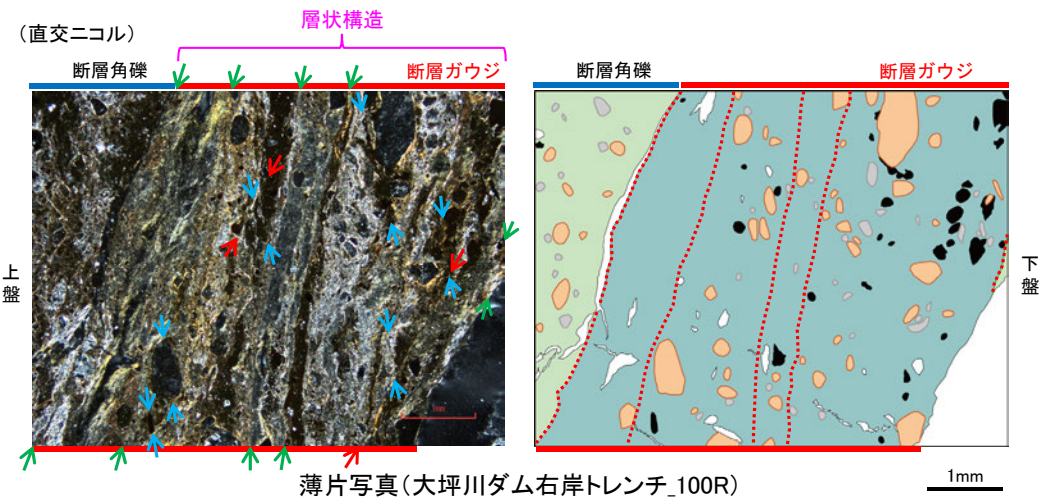 (直交ニコル)
層状構造
断層角礫
断層ガウジ
断層角礫
断層ガウジ
上盤
下盤
1mm
薄片写真(大坪川ダム右岸トレンチ_100R)
1mm